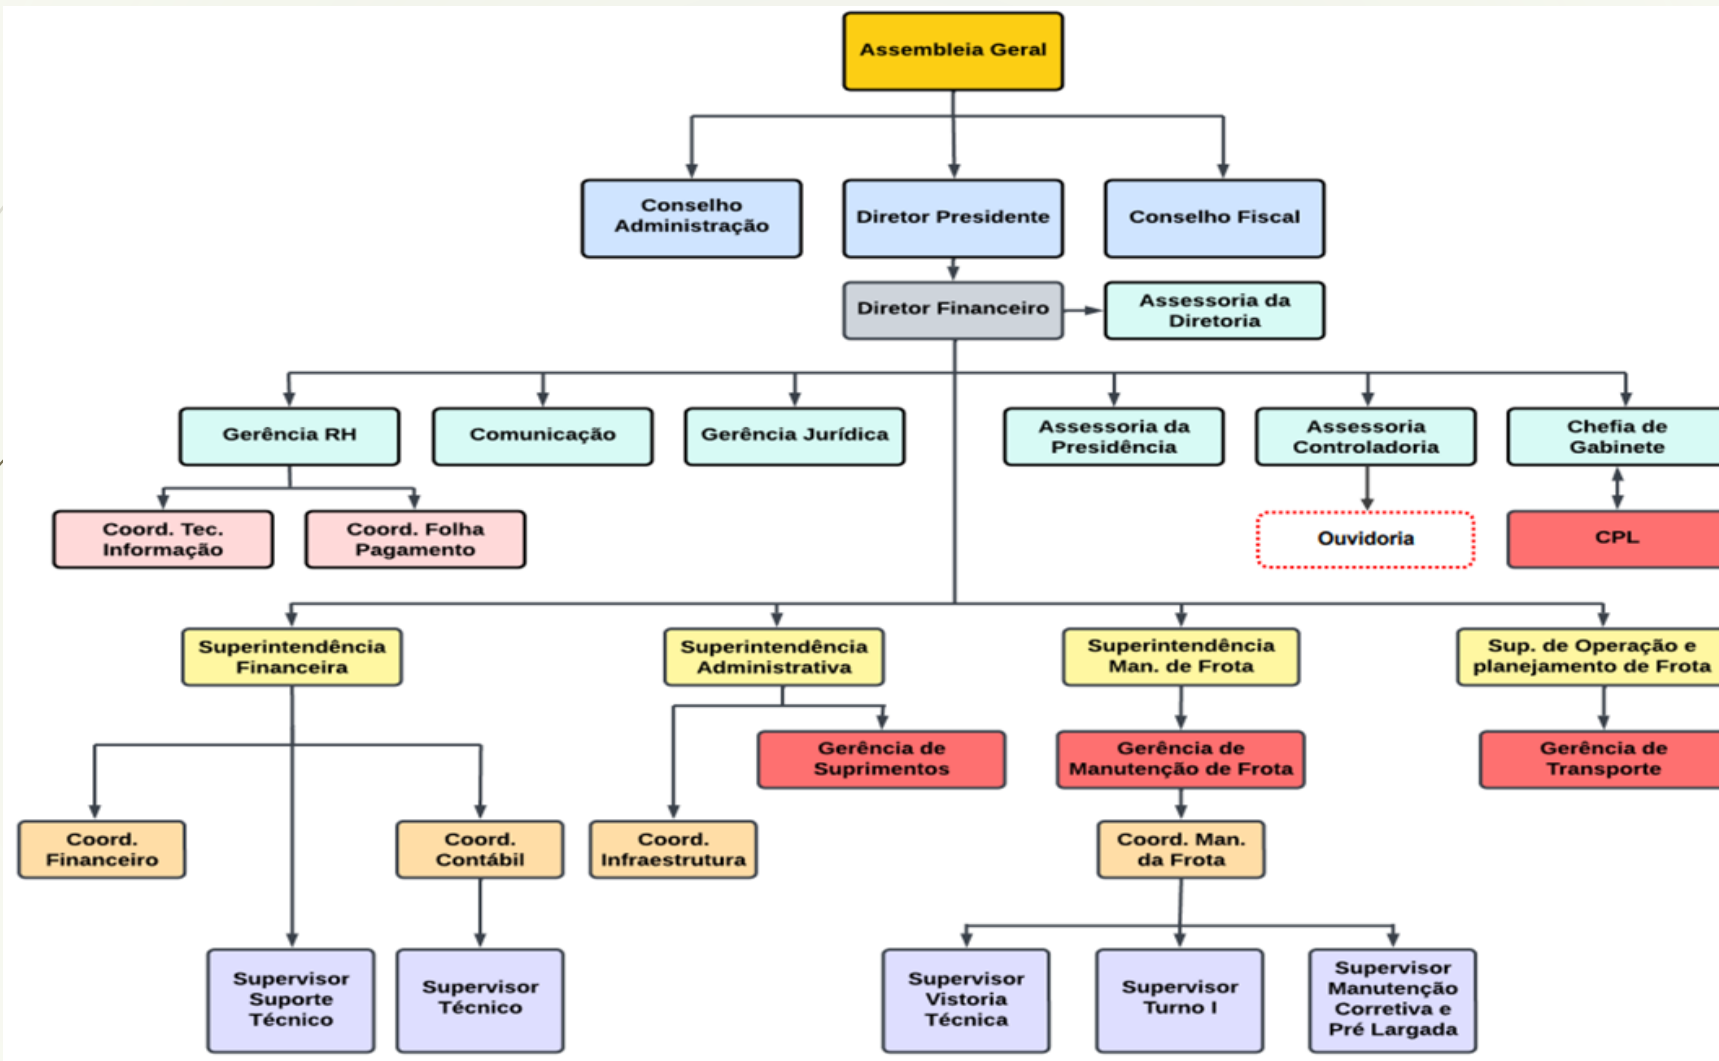 Assembleia Geral
Conselho
Administração
Diretor Presidente
Conselho Fiscal
Diretor Financeiro
Assessoria da
Diretoria
Gerência RH
Comunicação
Gerência Jurídica
Assessoria da
Presidência
Assessoria
Controladoria
Chefia de
Gabinete
Coord. Tec.
Informação
Coord. Folha
Pagamento
Ouvidoria
CPL
Superintendência
Financeira
Superintendência
Administrativa
Superintendência
Man. de Frota
Sup. de Operação e
planejamento de Frota
Gerência de
Suprimentos
Gerência de
Manutenção de Frota
Gerência de
Transporte
Coord.
Financeiro
Coord.
Contábil
Coord.
Infraestrutura
Coord. Man.
da Frota
Supervisor
Suporte
Técnico
Supervisor
Técnico
Supervisor
Vistoria
Técnica
Supervisor
Turno I
Supervisor
Manutenção
Corretiva e
Pré Largada